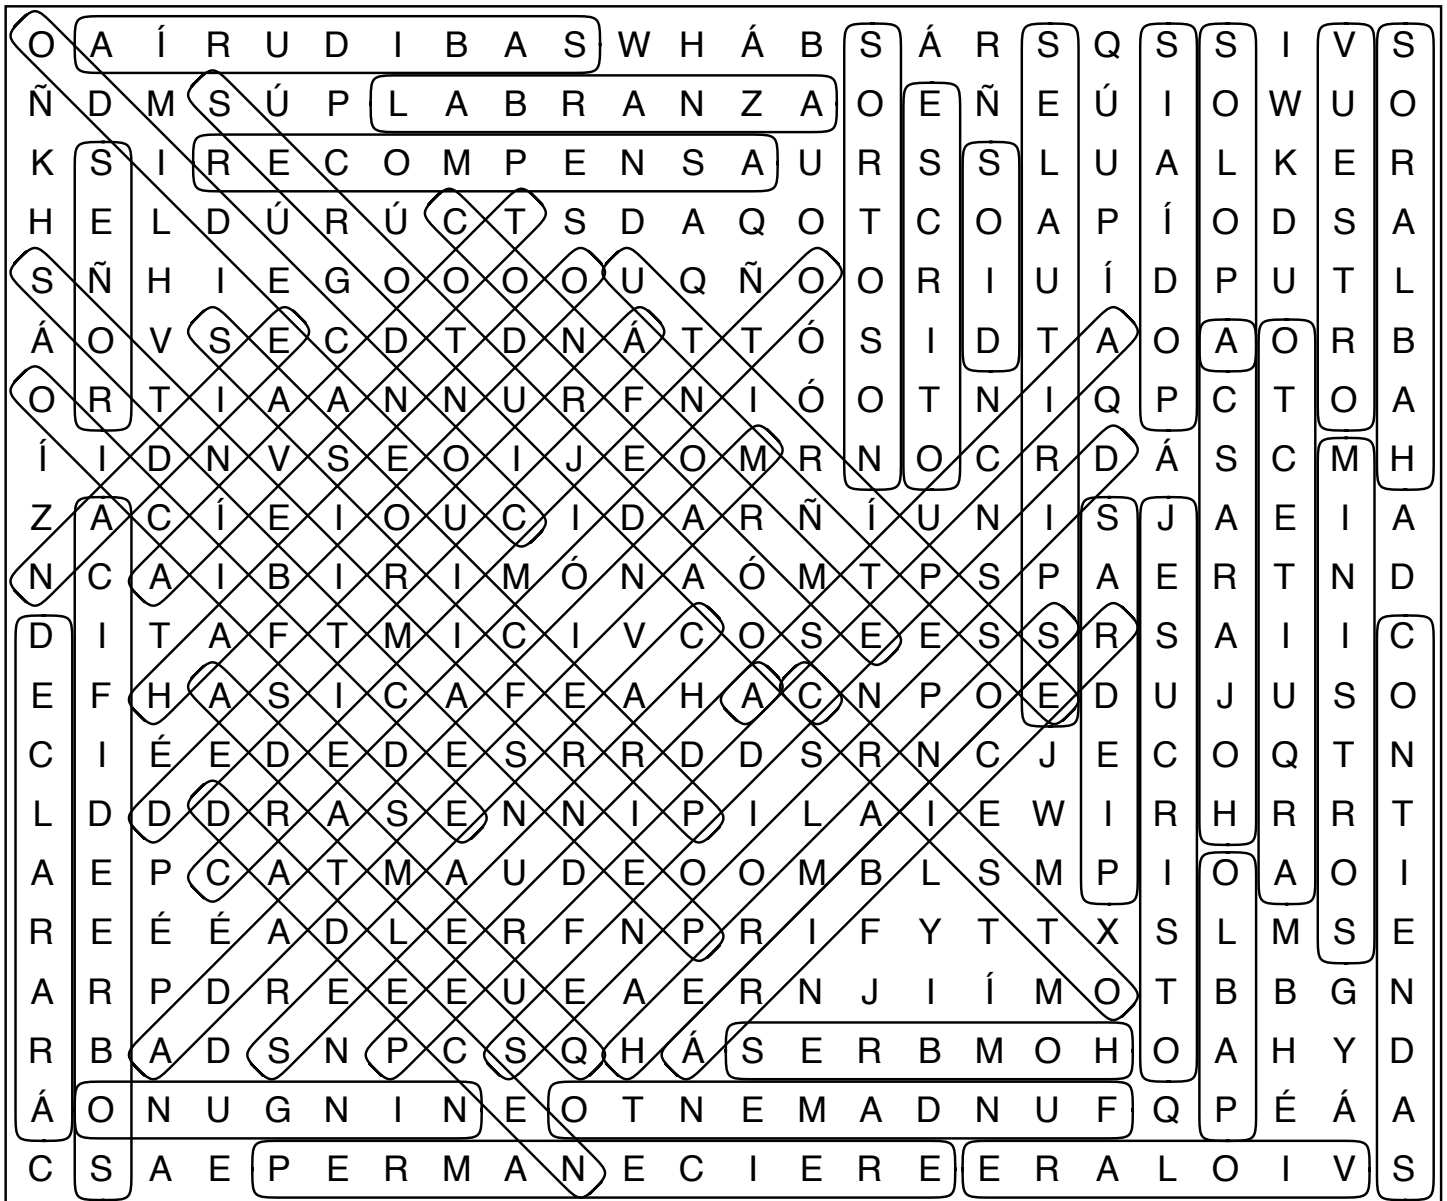 O A Í R U D I B A S W H Á B S Á R S Q S S I V S
Ñ D M S Ú P L A B R A N Z A O E Ñ E Ú I O W U O
K S I R E C O M P E N S A U R S S L U A L K E R
H E L D Ú R Ú C T S D A Q O T C O A P Í O D S A
S Ñ H I E G O O O O U Q Ñ O O R I U Í D P U T L
Á O V S E C D T D N Á T T Ó S I D T A O A O R B
O R T I A A N N U R F N I Ó O T N I Q P C T O A
Í I D N V S E O I J E O M R N O C R D Á S C M H
Z A C Í E I O U C I D A R Ñ Í U N I S J A E I A
N C A I B I R I M Ó N A Ó M T P S P A E R T N D
D I T A F T M I C I V C O S E E S S R S A I I C
E F H A S I C A F E A H A C N P O E D U J U S O
C I É E D E D E S R R D D S R N C J E C O Q T N
L D D D R A S E N N I P I L A I E W I R H R R T
A E P C A T M A U D E O O M B L S M P I O A O I
R E É É A D L E R F N P R I F Y T T X S L M S E
A R P D R E E E U E A E R N J I Í M O T B B G N
R B A D S N P C S Q H Á S E R B M O H O A H Y D
Á O N U G N I N E O T N E M A D N U F Q P É Á A
C S A E P E R M A N E C I E R E E R A L O I V S